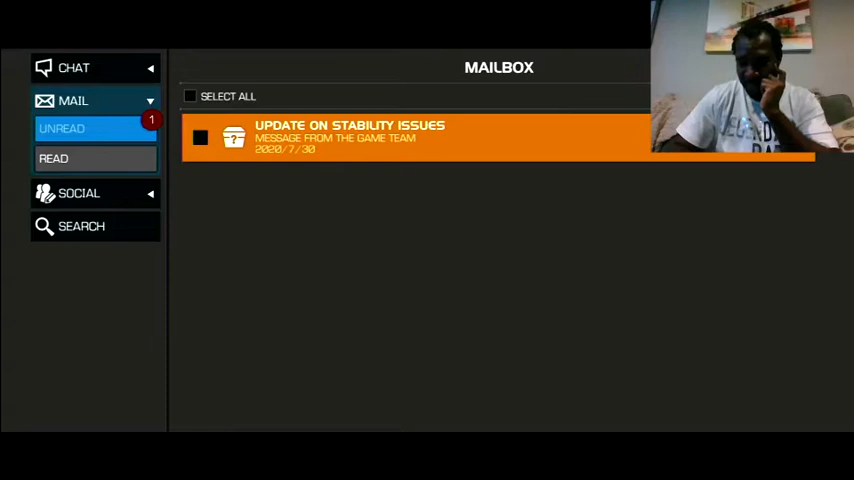 CHAT
MAIL
1
UNREAD
READ
SOCIAL
SEARCH
MAILBOX
SELECT ALL
UPDATE ON STABILITY ISSUES
MESSAGE FROM THE GAME TEAM
2020/7/30